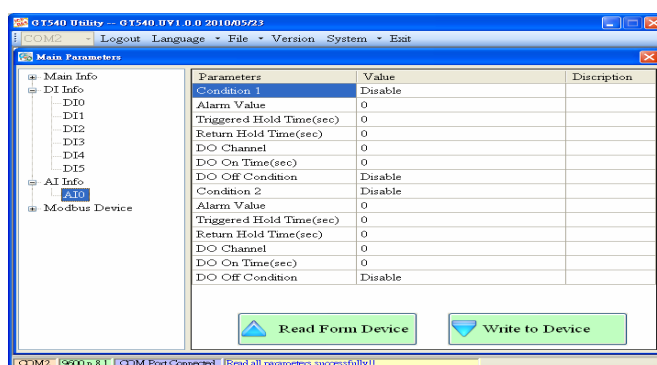 GT540 Utility -- GT540.UY1.0.0 2010/05/23
COM2 Logout Language File Version System Exit
Main Parameters
Main Info
DI Info
DI0
DI1
DI2
DI3
DI4
DI5
AI Info
AI0
Modbus Device
Parameters Value Discription
Condition 1 Disable
Alarm Value 0
Triggered Hold Time(sec) 0
Return Hold Time(sec) 0
DO Channel 0
DO On Time(sec) 0
DO Off Condition Disable
Condition 2 Disable
Alarm Value 0
Triggered Hold Time(sec) 0
Return Hold Time(sec) 0
DO Channel 0
DO On Time(sec) 0
DO Off Condition Disable
Read Form Device Write to Device
COM2 9600 n 8 1 COM Port Connected Read all parameters successfully!!